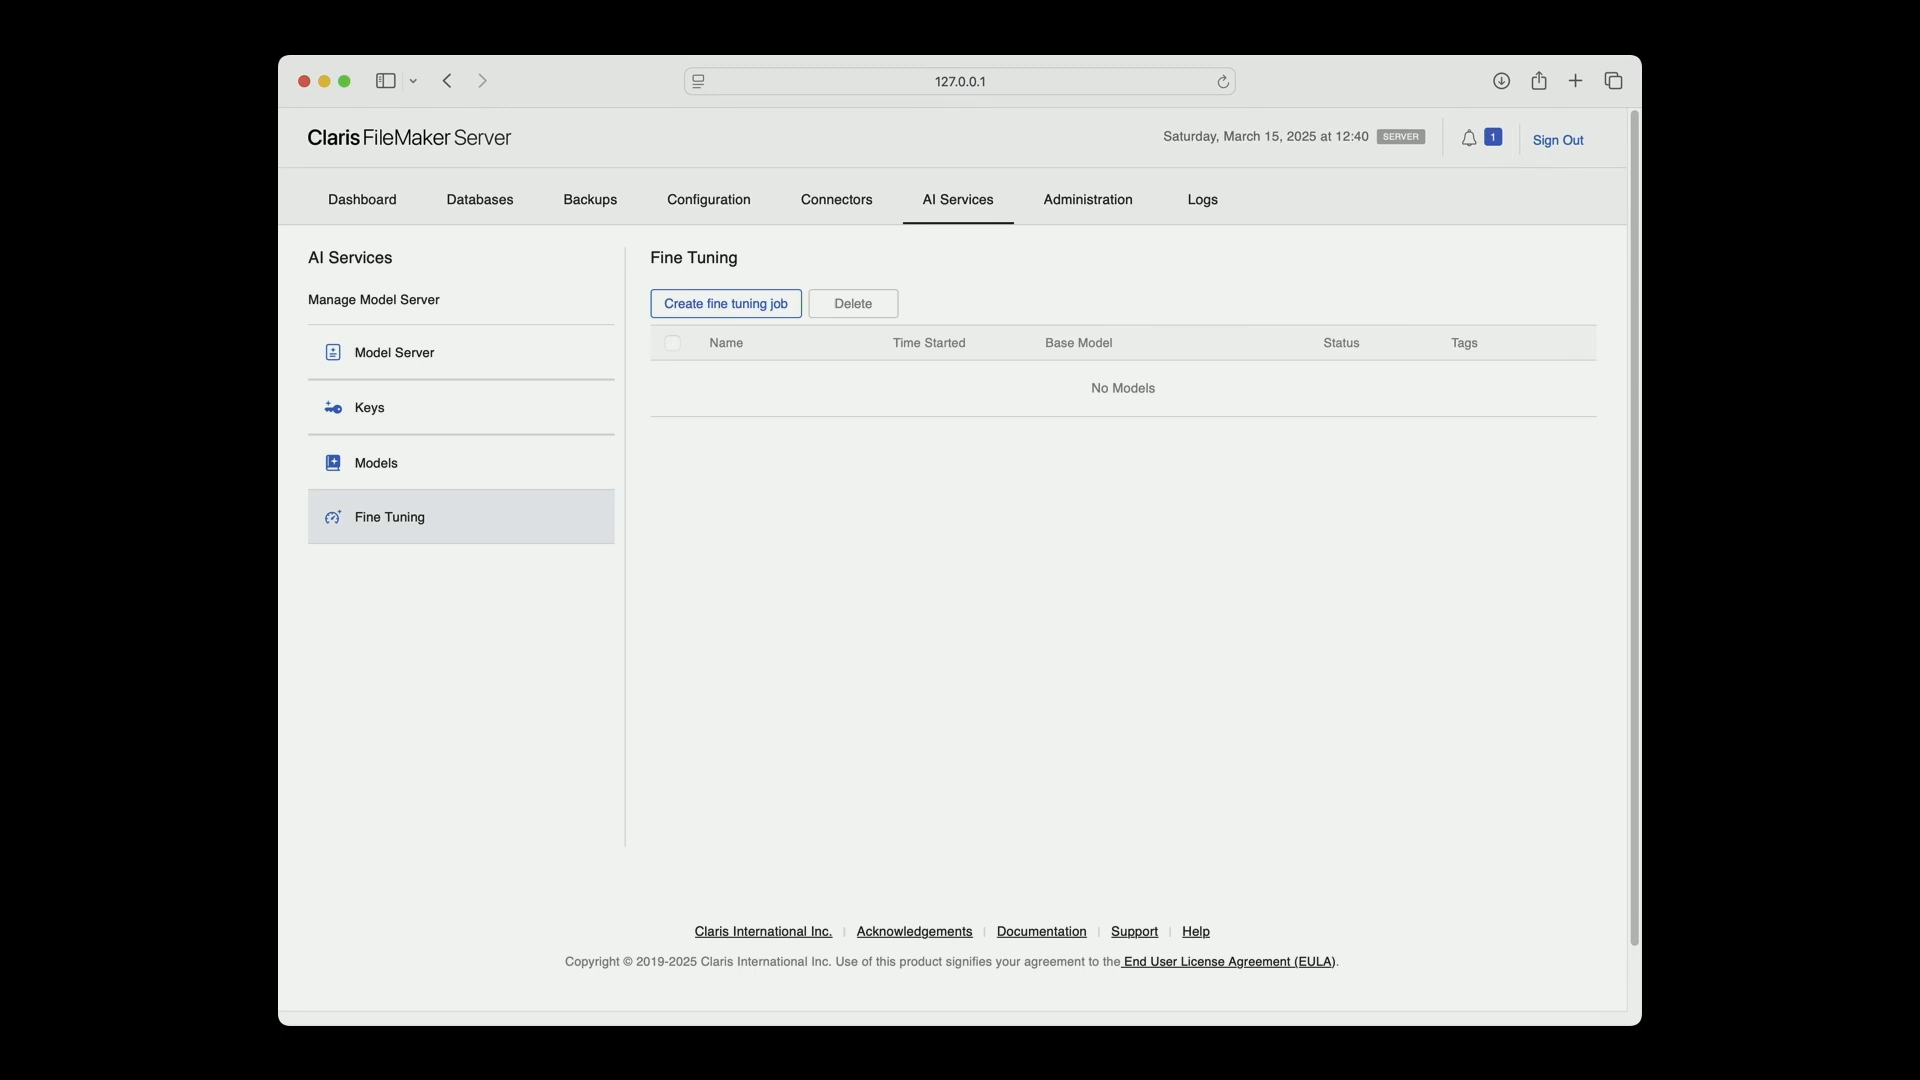 127.0.0.1
Claris FileMaker Server
Saturday, March 15, 2025 at 12:40 SERVER
1
Sign Out
Dashboard Databases Backups Configuration Connectors AI Services Administration Logs
AI Services
Manage Model Server
Model Server
Keys
Models
Fine Tuning
Fine Tuning
Create fine tuning job Delete
Name Time Started Base Model Status Tags
No Models
Claris International Inc. | Acknowledgements | Documentation | Support | Help
Copyright © 2019-2025 Claris International Inc. Use of this product signifies your agreement to the End User License Agreement (EULA).